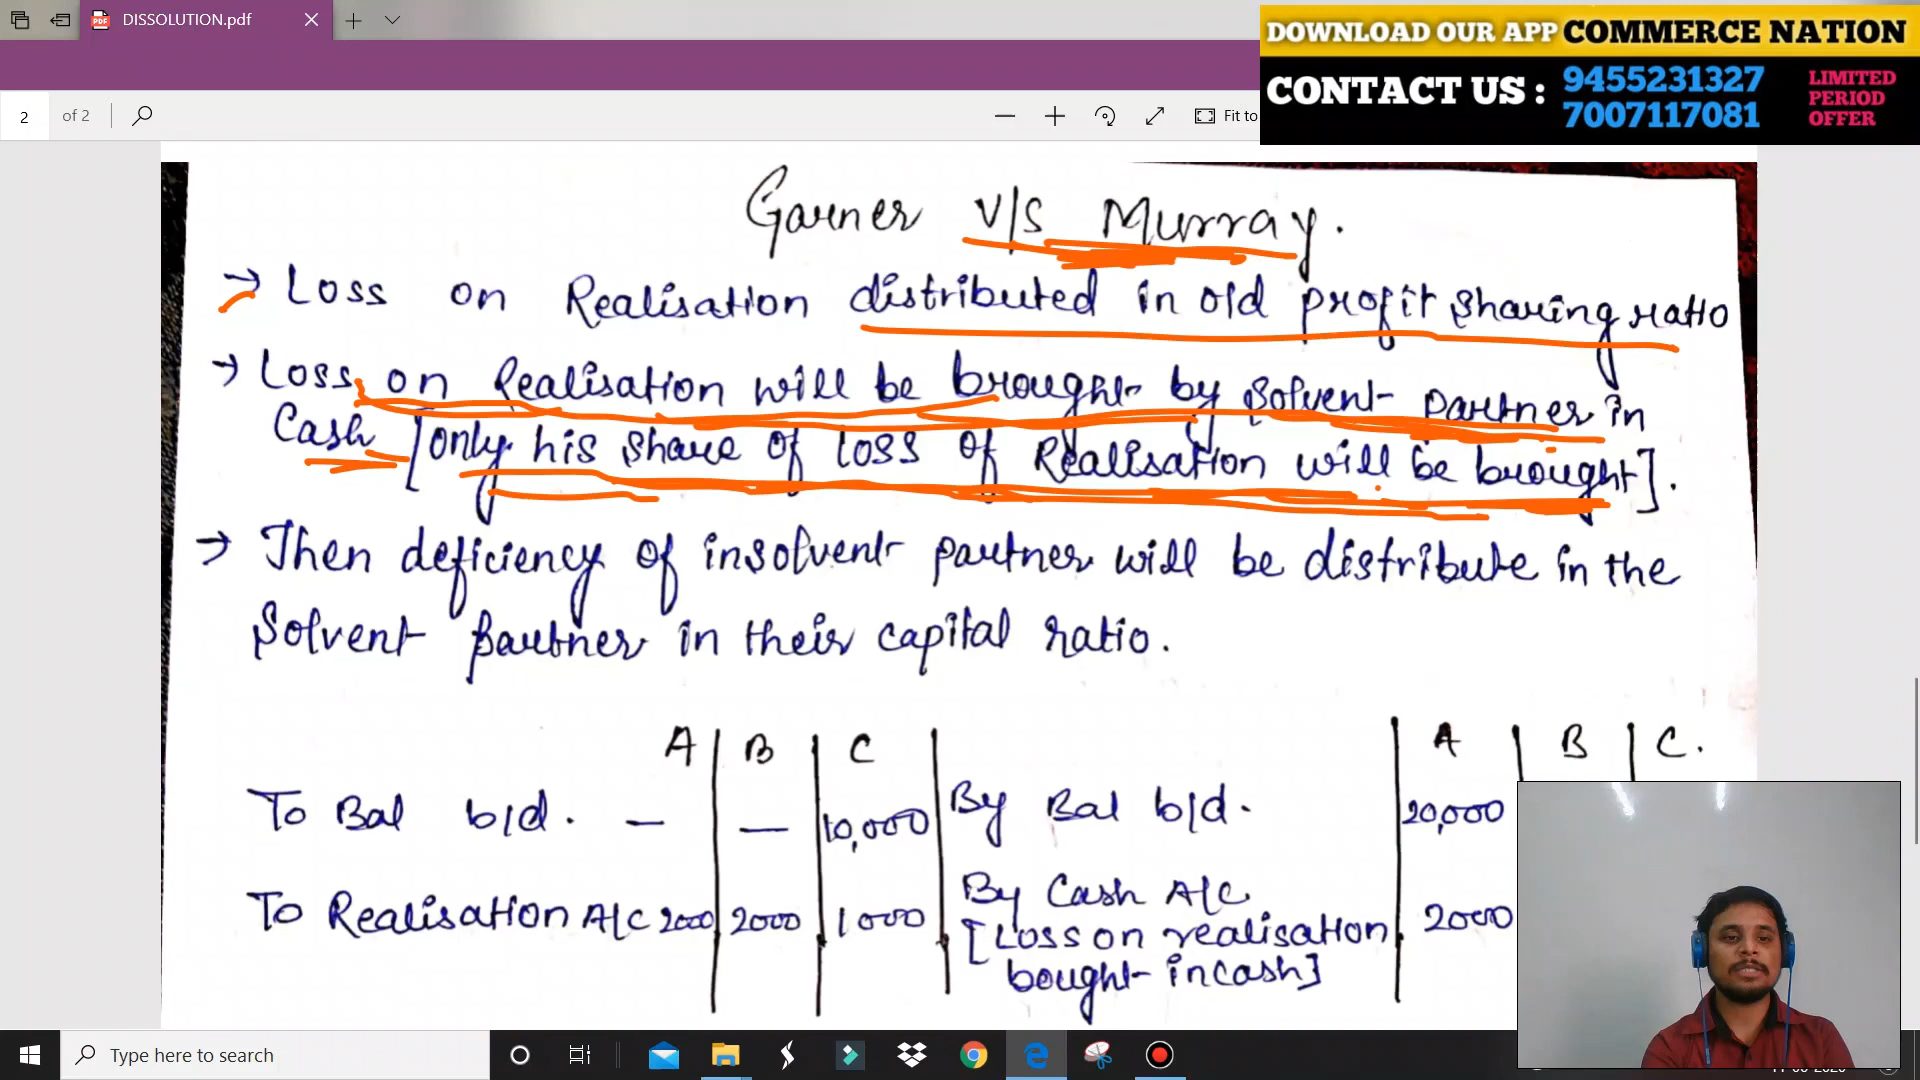 DISSOLUTION.pdf
DOWNLOAD OUR APP COMMERCE NATION
CONTACT US : 9455231327
7007117081
LIMITED
PERIOD
OFFER
2 of 2
Fit to
Garner V/S Murray.
→ Loss on Realisation distributed in old profit sharing ratio
→ Loss on Realisation will be brought by Solvent partner in
Cash [only his share of loss of Realisation will be brought].
→ Then deficiency of insolvent partner will be distribute in the
Solvent partner in their capital ratio.
A B C A B C.
To Bal b/d. — — 10,000 By Bal b/d. 20,000
To Realisation A/c 2000 2000 1000 By Cash A/c. 2000
[Loss on realisation
bought in cash]
Type here to search